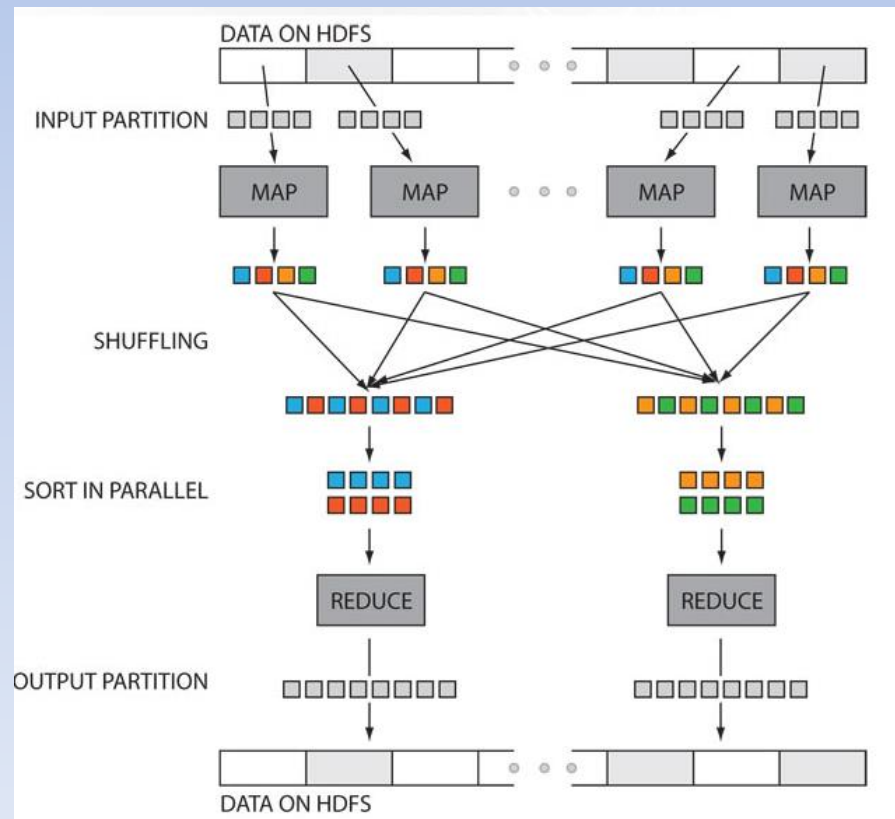 DATA ON HDFS
INPUT PARTITION
MAP MAP MAP MAP
SHUFFLING
SORT IN PARALLEL
REDUCE REDUCE
OUTPUT PARTITION
DATA ON HDFS